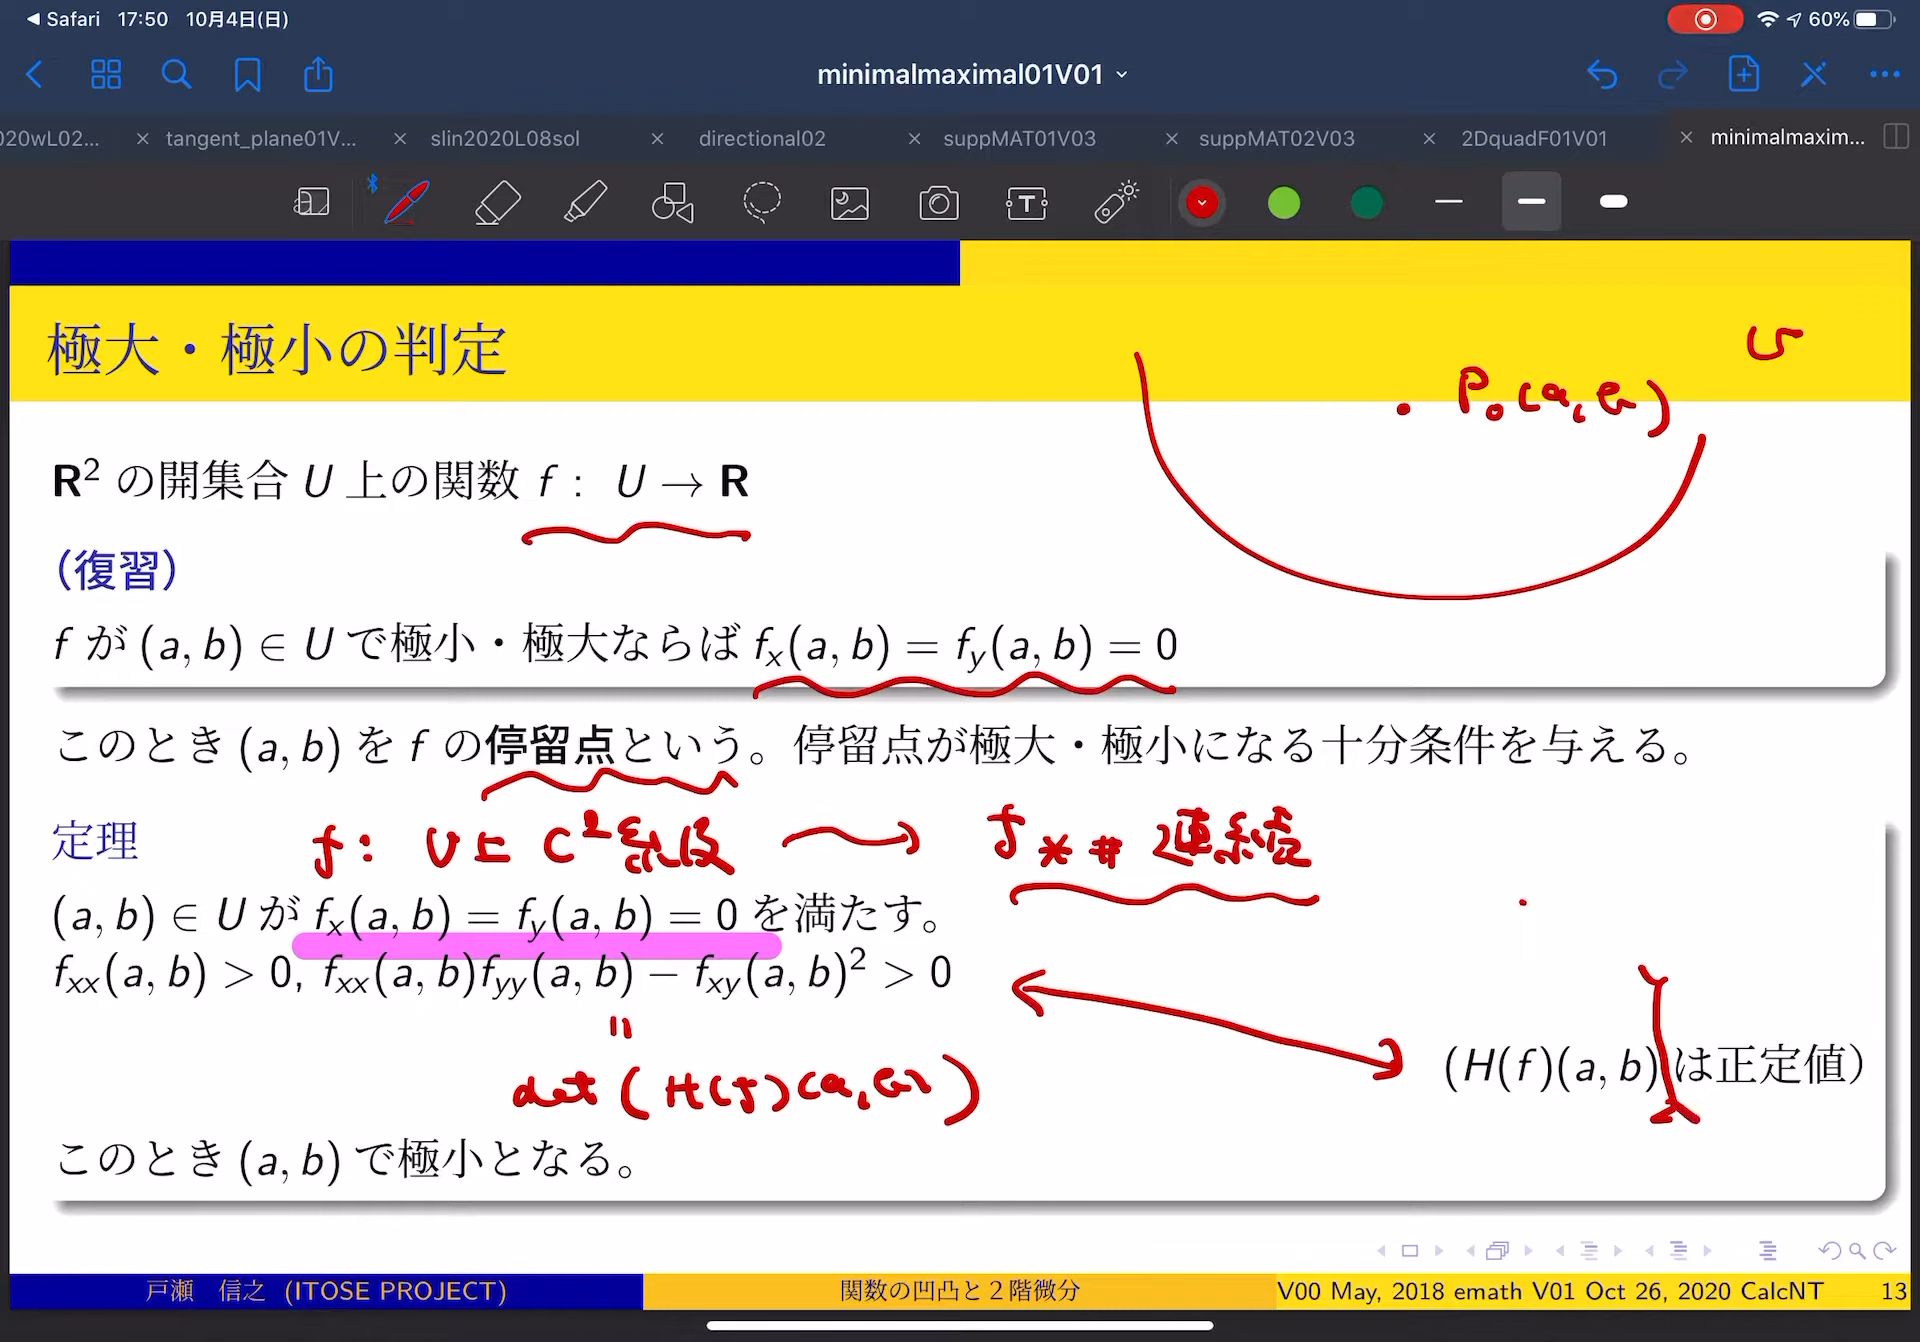 ◀ Safari 17:50 10月4日(日) 60%
minimalmaximal01V01
020wL02... × tangent_plane01V... × slin2020L08sol × directional02 × suppMAT01V03 × suppMAT02V03 × 2DquadF01V01 × minimalmaxim...
極大・極小の判定
U
P₀(a, b)
R² の開集合 U 上の関数 f : U → R
(復習)
f が (a, b) ∈ U で極小・極大ならば fx(a, b) = fy(a, b) = 0
このとき (a, b) を f の停留点という。停留点が極大・極小になる十分条件を与える。
定理 f : U上 C²級 → f＊# 連続
(a, b) ∈ U が fx(a, b) = fy(a, b) = 0 を満たす。
fxx(a, b) > 0, fxx(a, b)fyy(a, b) − fxy(a, b)² > 0
(H(f)(a, b) は正定値)
det (H(f)(a, b))
このとき (a, b) で極小となる。
戸瀬 信之 (ITOSE PROJECT) 関数の凹凸と２階微分 V00 May, 2018 emath V01 Oct 26, 2020 CalcNT 13